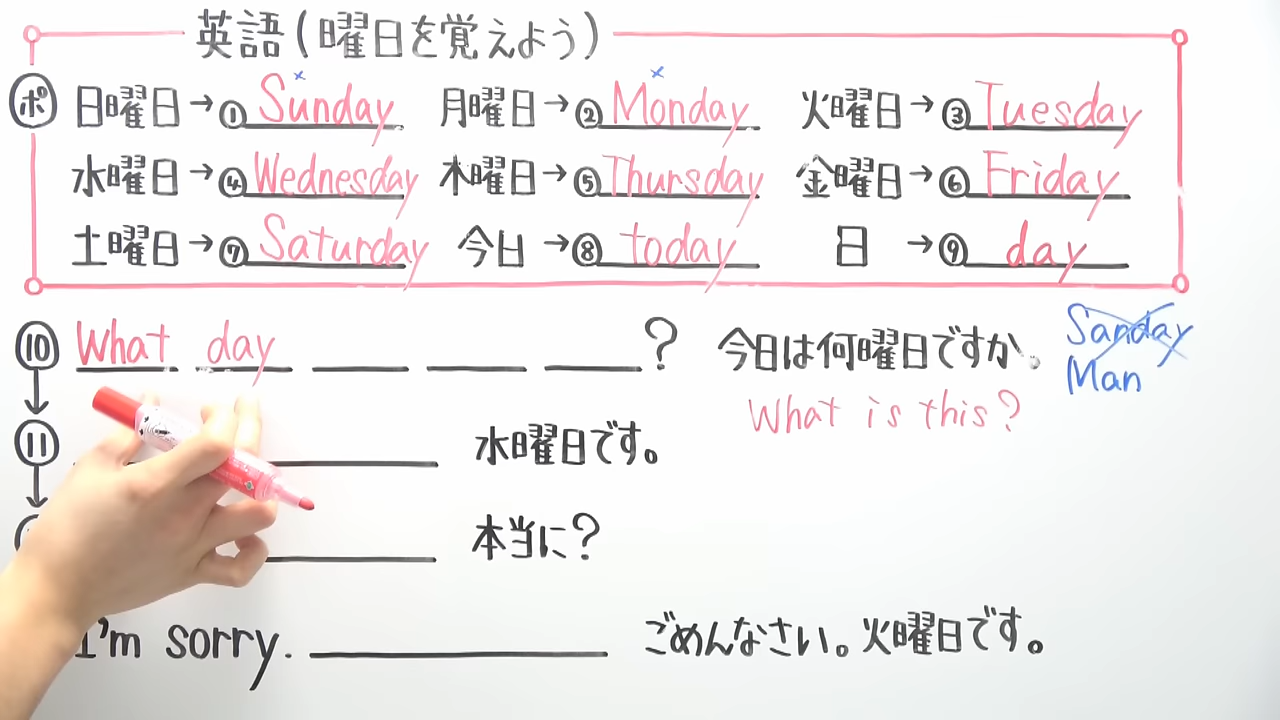 英語(曜日を覚えよう)
ポ 日曜日→① Sunday 月曜日→② Monday 火曜日→③ Tuesday
水曜日→④ Wednesday 木曜日→⑤ Thursday 金曜日→⑥ Friday
土曜日→⑦ Saturday 今日→⑧ today 日→⑨ day
⑩ What day ? 今日は何曜日ですか。 Sanday
Man
What is this?
⑪ 水曜日です。
本当に?
I'm sorry. ごめんなさい。火曜日です。